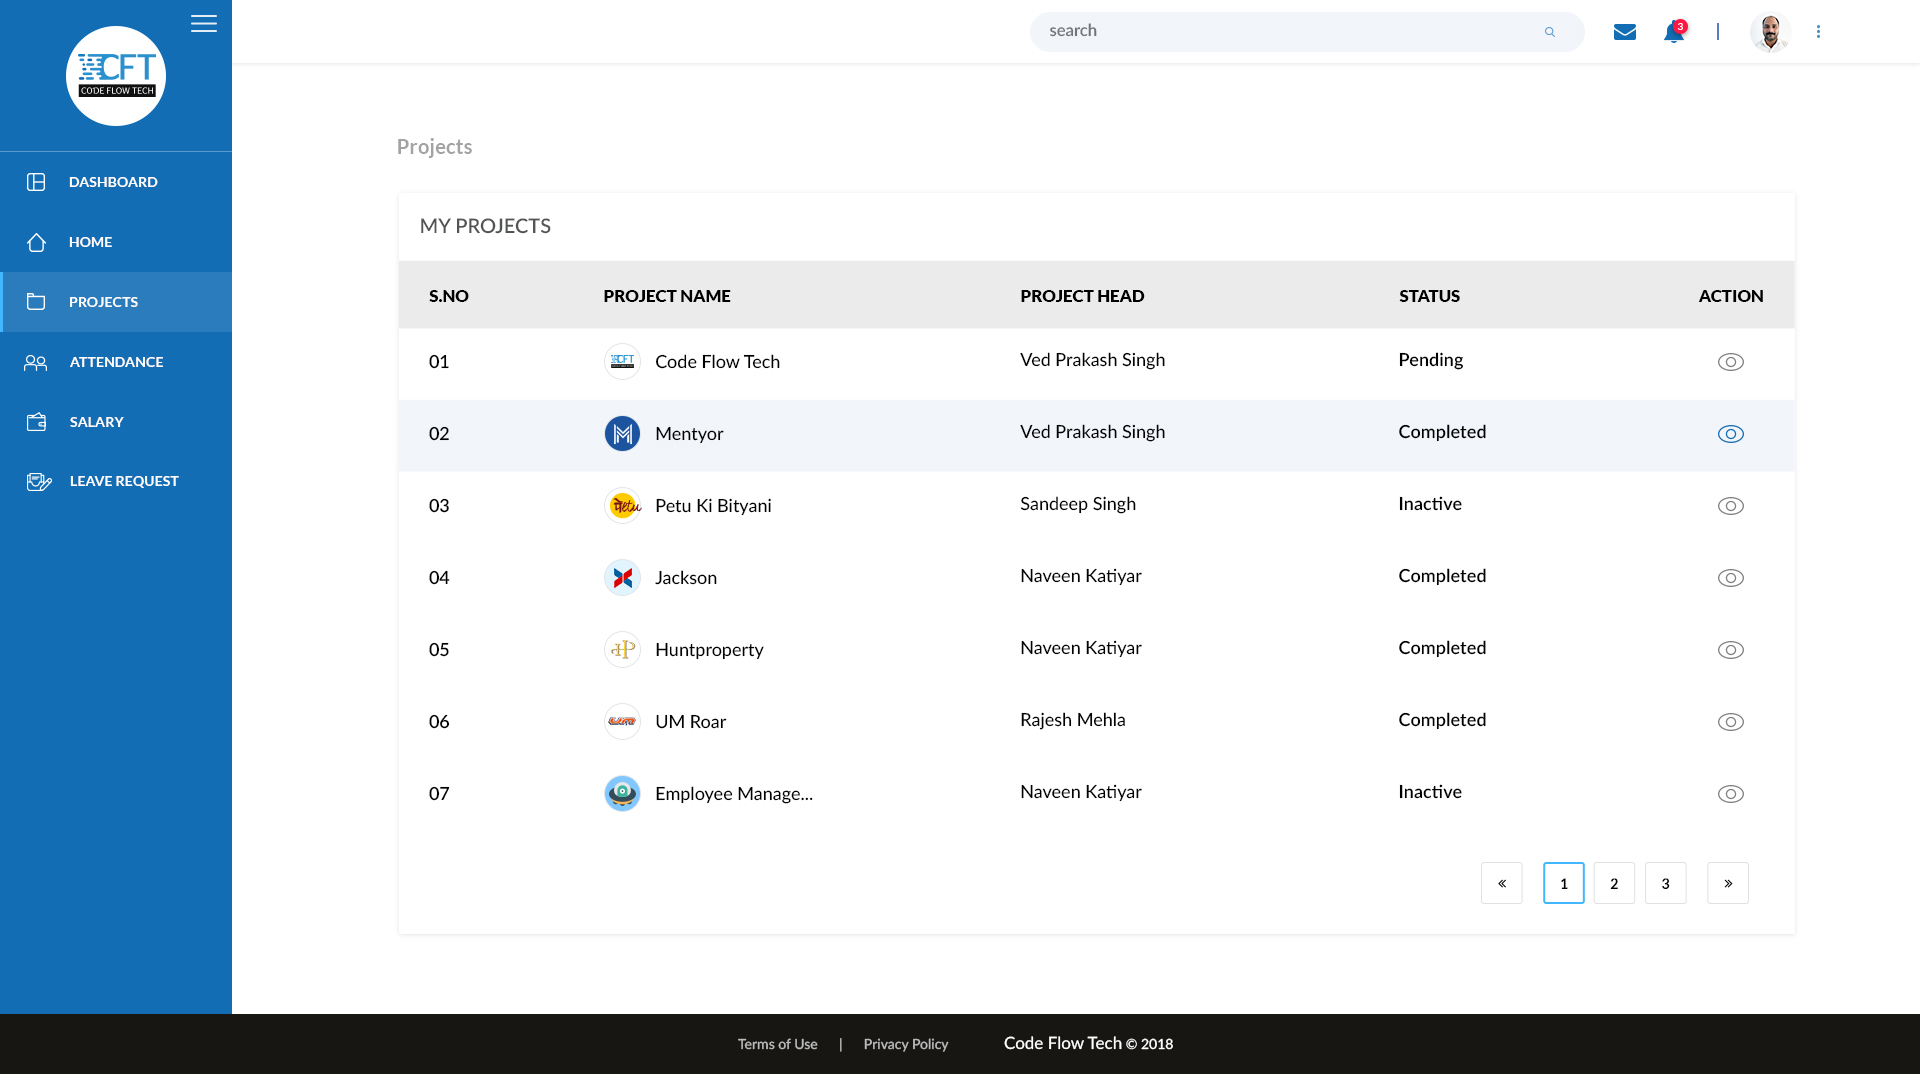 CFT
CODE FLOW TECH
search
3
DASHBOARD
HOME
PROJECTS
ATTENDANCE
SALARY
LEAVE REQUEST
Projects
MY PROJECTS
S.NO PROJECT NAME PROJECT HEAD STATUS ACTION
01 CFT Code Flow Tech Ved Prakash Singh Pending
02 M Mentyor Ved Prakash Singh Completed
03 पेtu Petu Ki Bityani Sandeep Singh Inactive
04 Jackson Naveen Katiyar Completed
05 HP Huntproperty Naveen Katiyar Completed
06 UM Roar Rajesh Mehla Completed
07 Employee Manage... Naveen Katiyar Inactive
« 1 2 3 »
Terms of Use | Privacy Policy Code Flow Tech © 2018